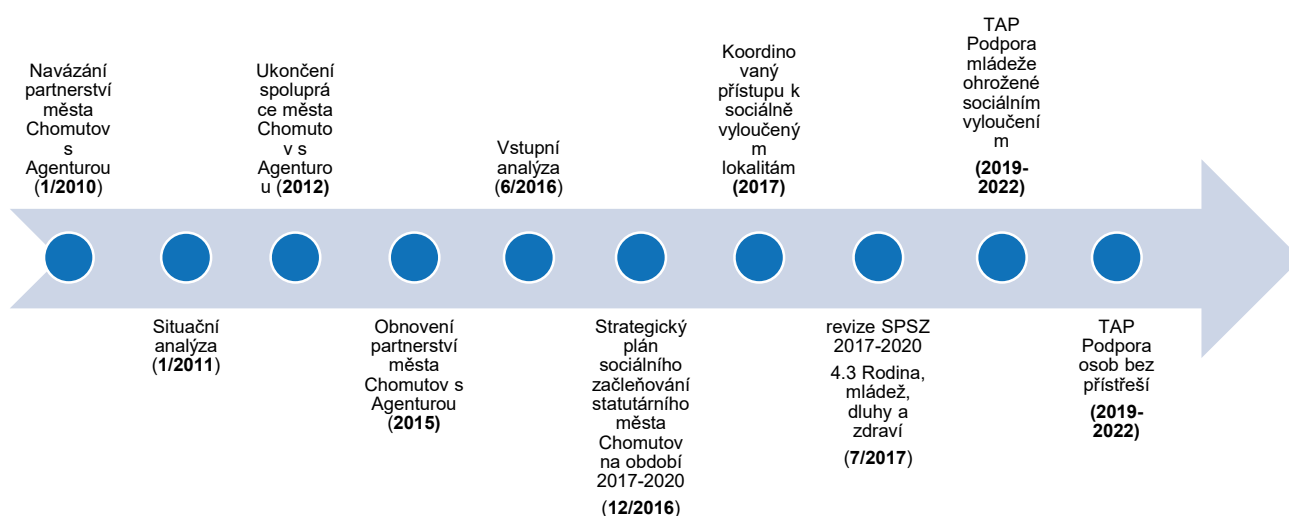 Navázání
partnerství
města
Chomutov
s
Agenturou
(1/2010)
Situační
analýza
(1/2011)
Ukončení
spoluprá
ce města
Chomuto
v s
Agenturo
u (2012)
Obnovení
partnerství
města
Chomutov s
Agenturou
(2015)
Vstupní
analýza
(6/2016)
Strategický
plán
sociálního
začleňování
statutárního
města
Chomutov
na období
2017-2020
(12/2016)
Koordino
vaný
přístupu k
sociálně
vyloučený
m
lokalitám
(2017)
revize SPSZ
2017-2020
4.3 Rodina,
mládež,
dluhy a
zdraví
(7/2017)
TAP
Podpora
mládeže
ohrožené
sociálním
vyloučení
m
(2019-
2022)
TAP
Podpora
osob bez
přístřeší
(2019-
2022)